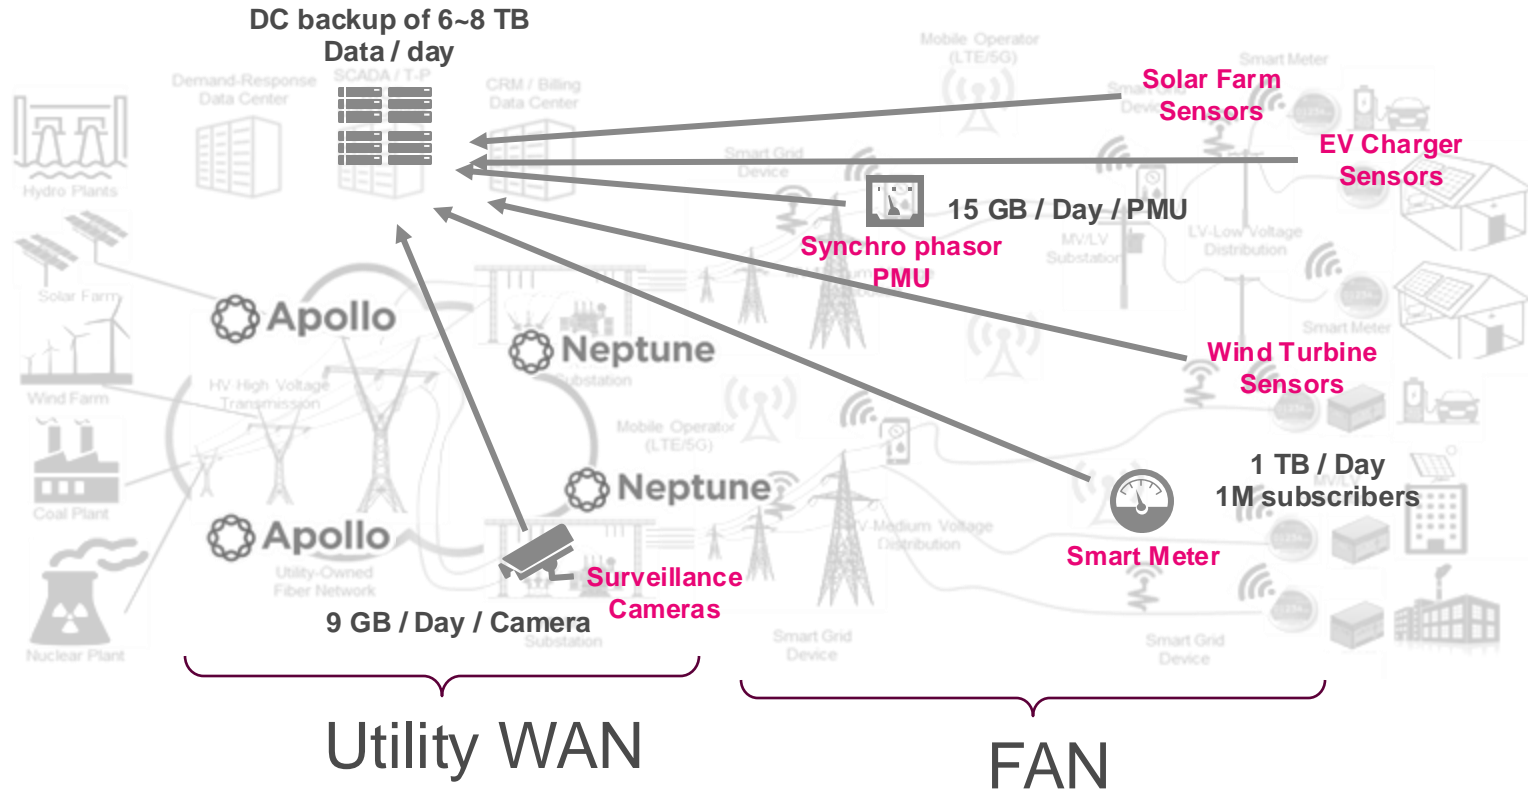 DC backup of 6~8 TB
Data / day
SCADA / T-P
Demand-Response
Data Center
CRM / Billing
Data Center
Mobile Operator
(LTE/5G)
Smart Meter
Solar Farm
Sensors
Smart Grid
Device
EV Charger
Sensors
Smart Grid
Device
Hydro Plants
15 GB / Day / PMU
Synchro phasor
PMU
MV/LV
Substation
LV-Low Voltage
Distribution
Solar Farm
Apollo
Neptune
Substation
Smart Meter
Wind Turbine
Sensors
HV High Voltage
Transmission
Wind Farm
Mobile Operator
(LTE/5G)
1 TB / Day
1M subscribers
MV/LV
Neptune
Coal Plant
Apollo
Medium Voltage
Distribution
Smart Meter
Utility-Owned
Fiber Network
Surveillance
Cameras
9 GB / Day / Camera
Substation
Smart Grid
Device
Smart Grid
Device
Nuclear Plant
Utility WAN
FAN